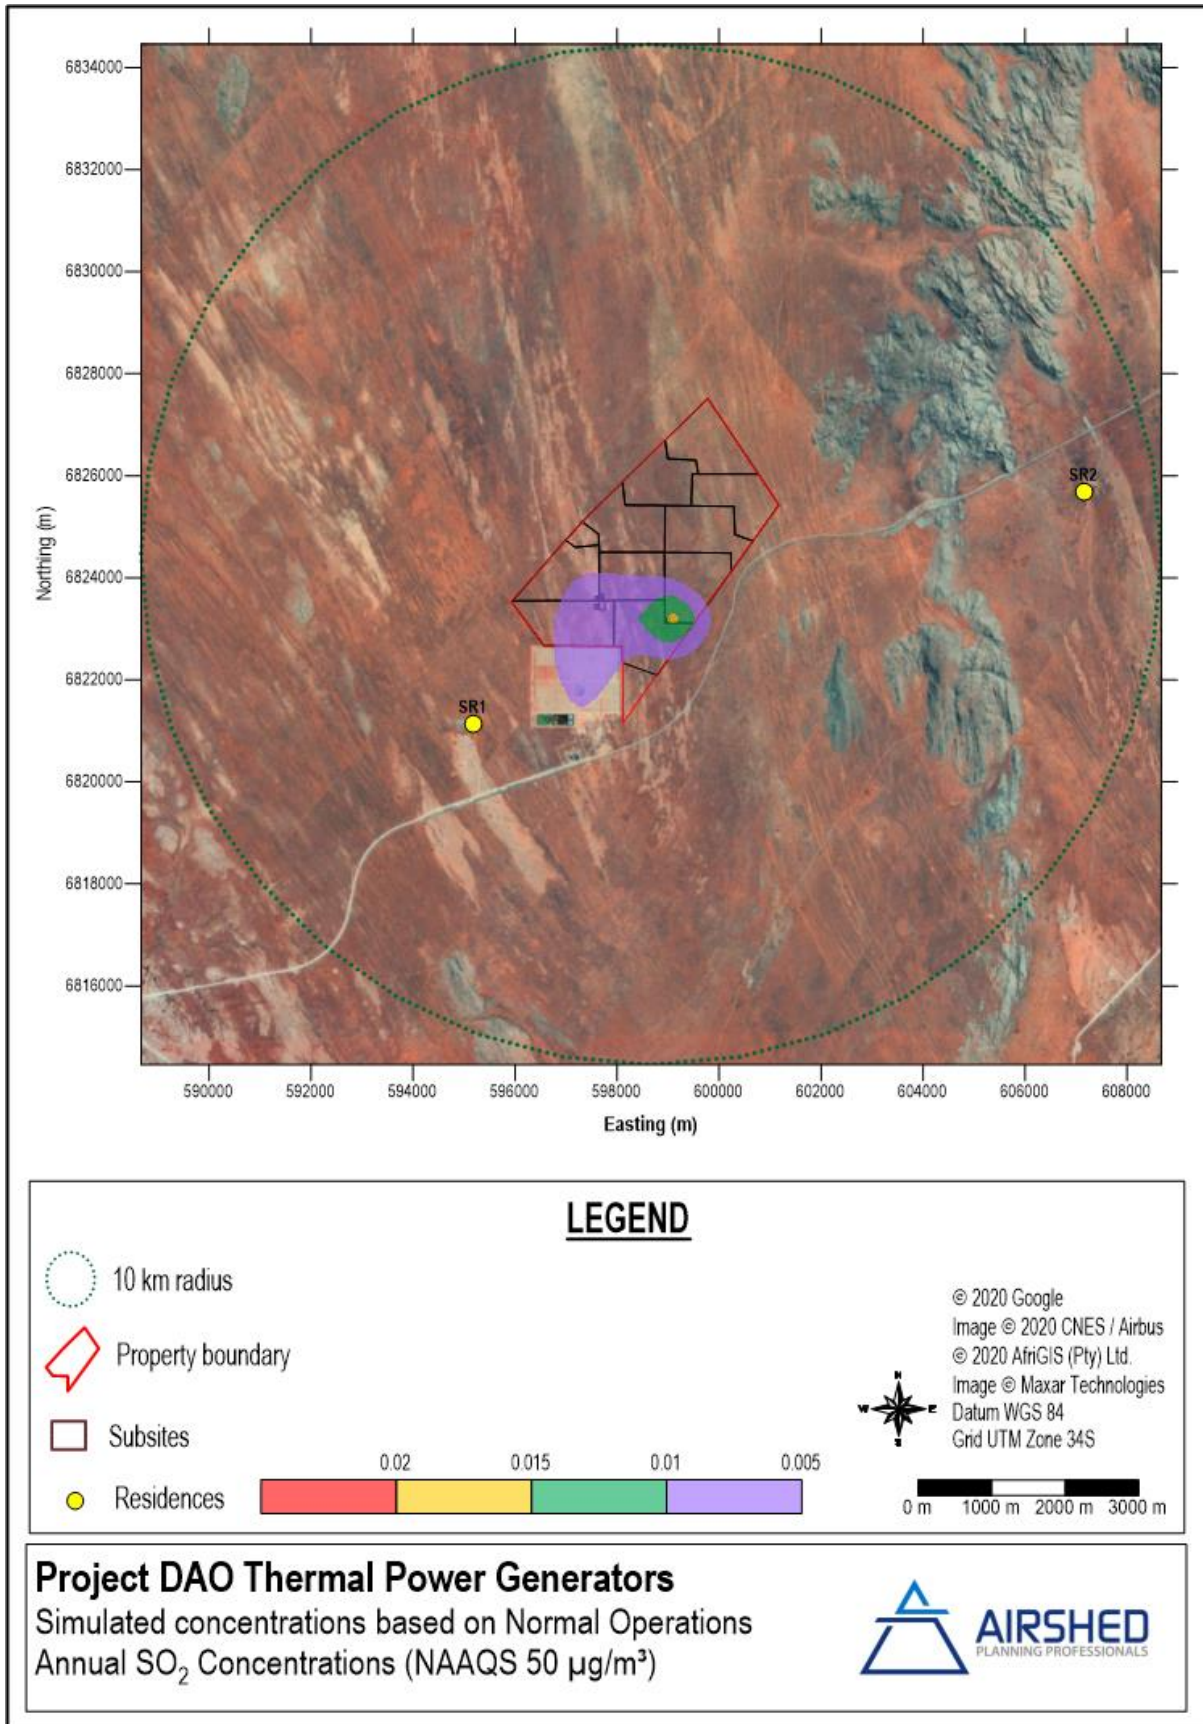 6834000
6832000
6830000
6828000
6826000
6824000
6822000
6820000
6818000
6816000
Northing (m)
SR2
SR1
590000 592000 594000 596000 598000 600000 602000 604000 606000 608000
Easting (m)
LEGEND
10 km radius
Property boundary
Subsites
Residences
0.02 0.015 0.01 0.005
© 2020 Google
Image © 2020 CNES / Airbus
© 2020 AfriGIS (Pty) Ltd.
Image © Maxar Technologies
Datum WGS 84
Grid UTM Zone 34S
N
W E
S
0 m 1000 m 2000 m 3000 m
Project DAO Thermal Power Generators
Simulated concentrations based on Normal Operations
Annual SO₂ Concentrations (NAAQS 50 µg/m³)
AIRSHED
PLANNING PROFESSIONALS